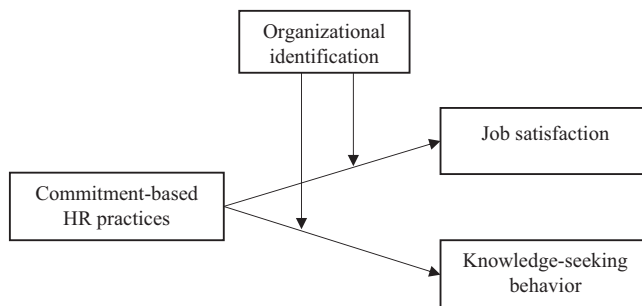 Organizational
identification
Job satisfaction
Commitment-based
HR practices
Knowledge-seeking
behavior